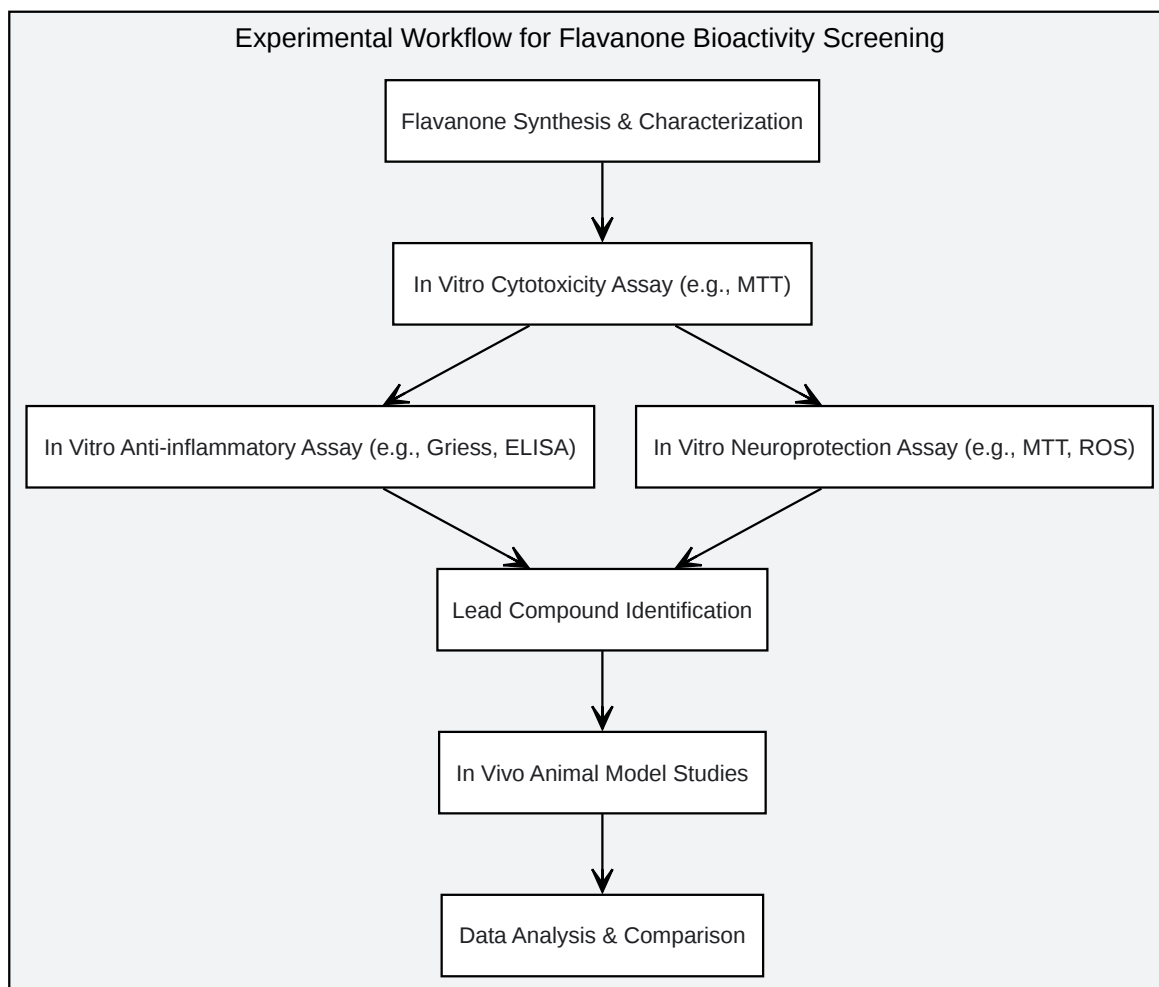 Experimental Workflow for Flavanone Bioactivity Screening
Flavanone Synthesis & Characterization
In Vitro Cytotoxicity Assay (e.g., MTT)
In Vitro Anti-inflammatory Assay (e.g., Griess, ELISA)
In Vitro Neuroprotection Assay (e.g., MTT, ROS)
Lead Compound Identification
In Vivo Animal Model Studies
Data Analysis & Comparison